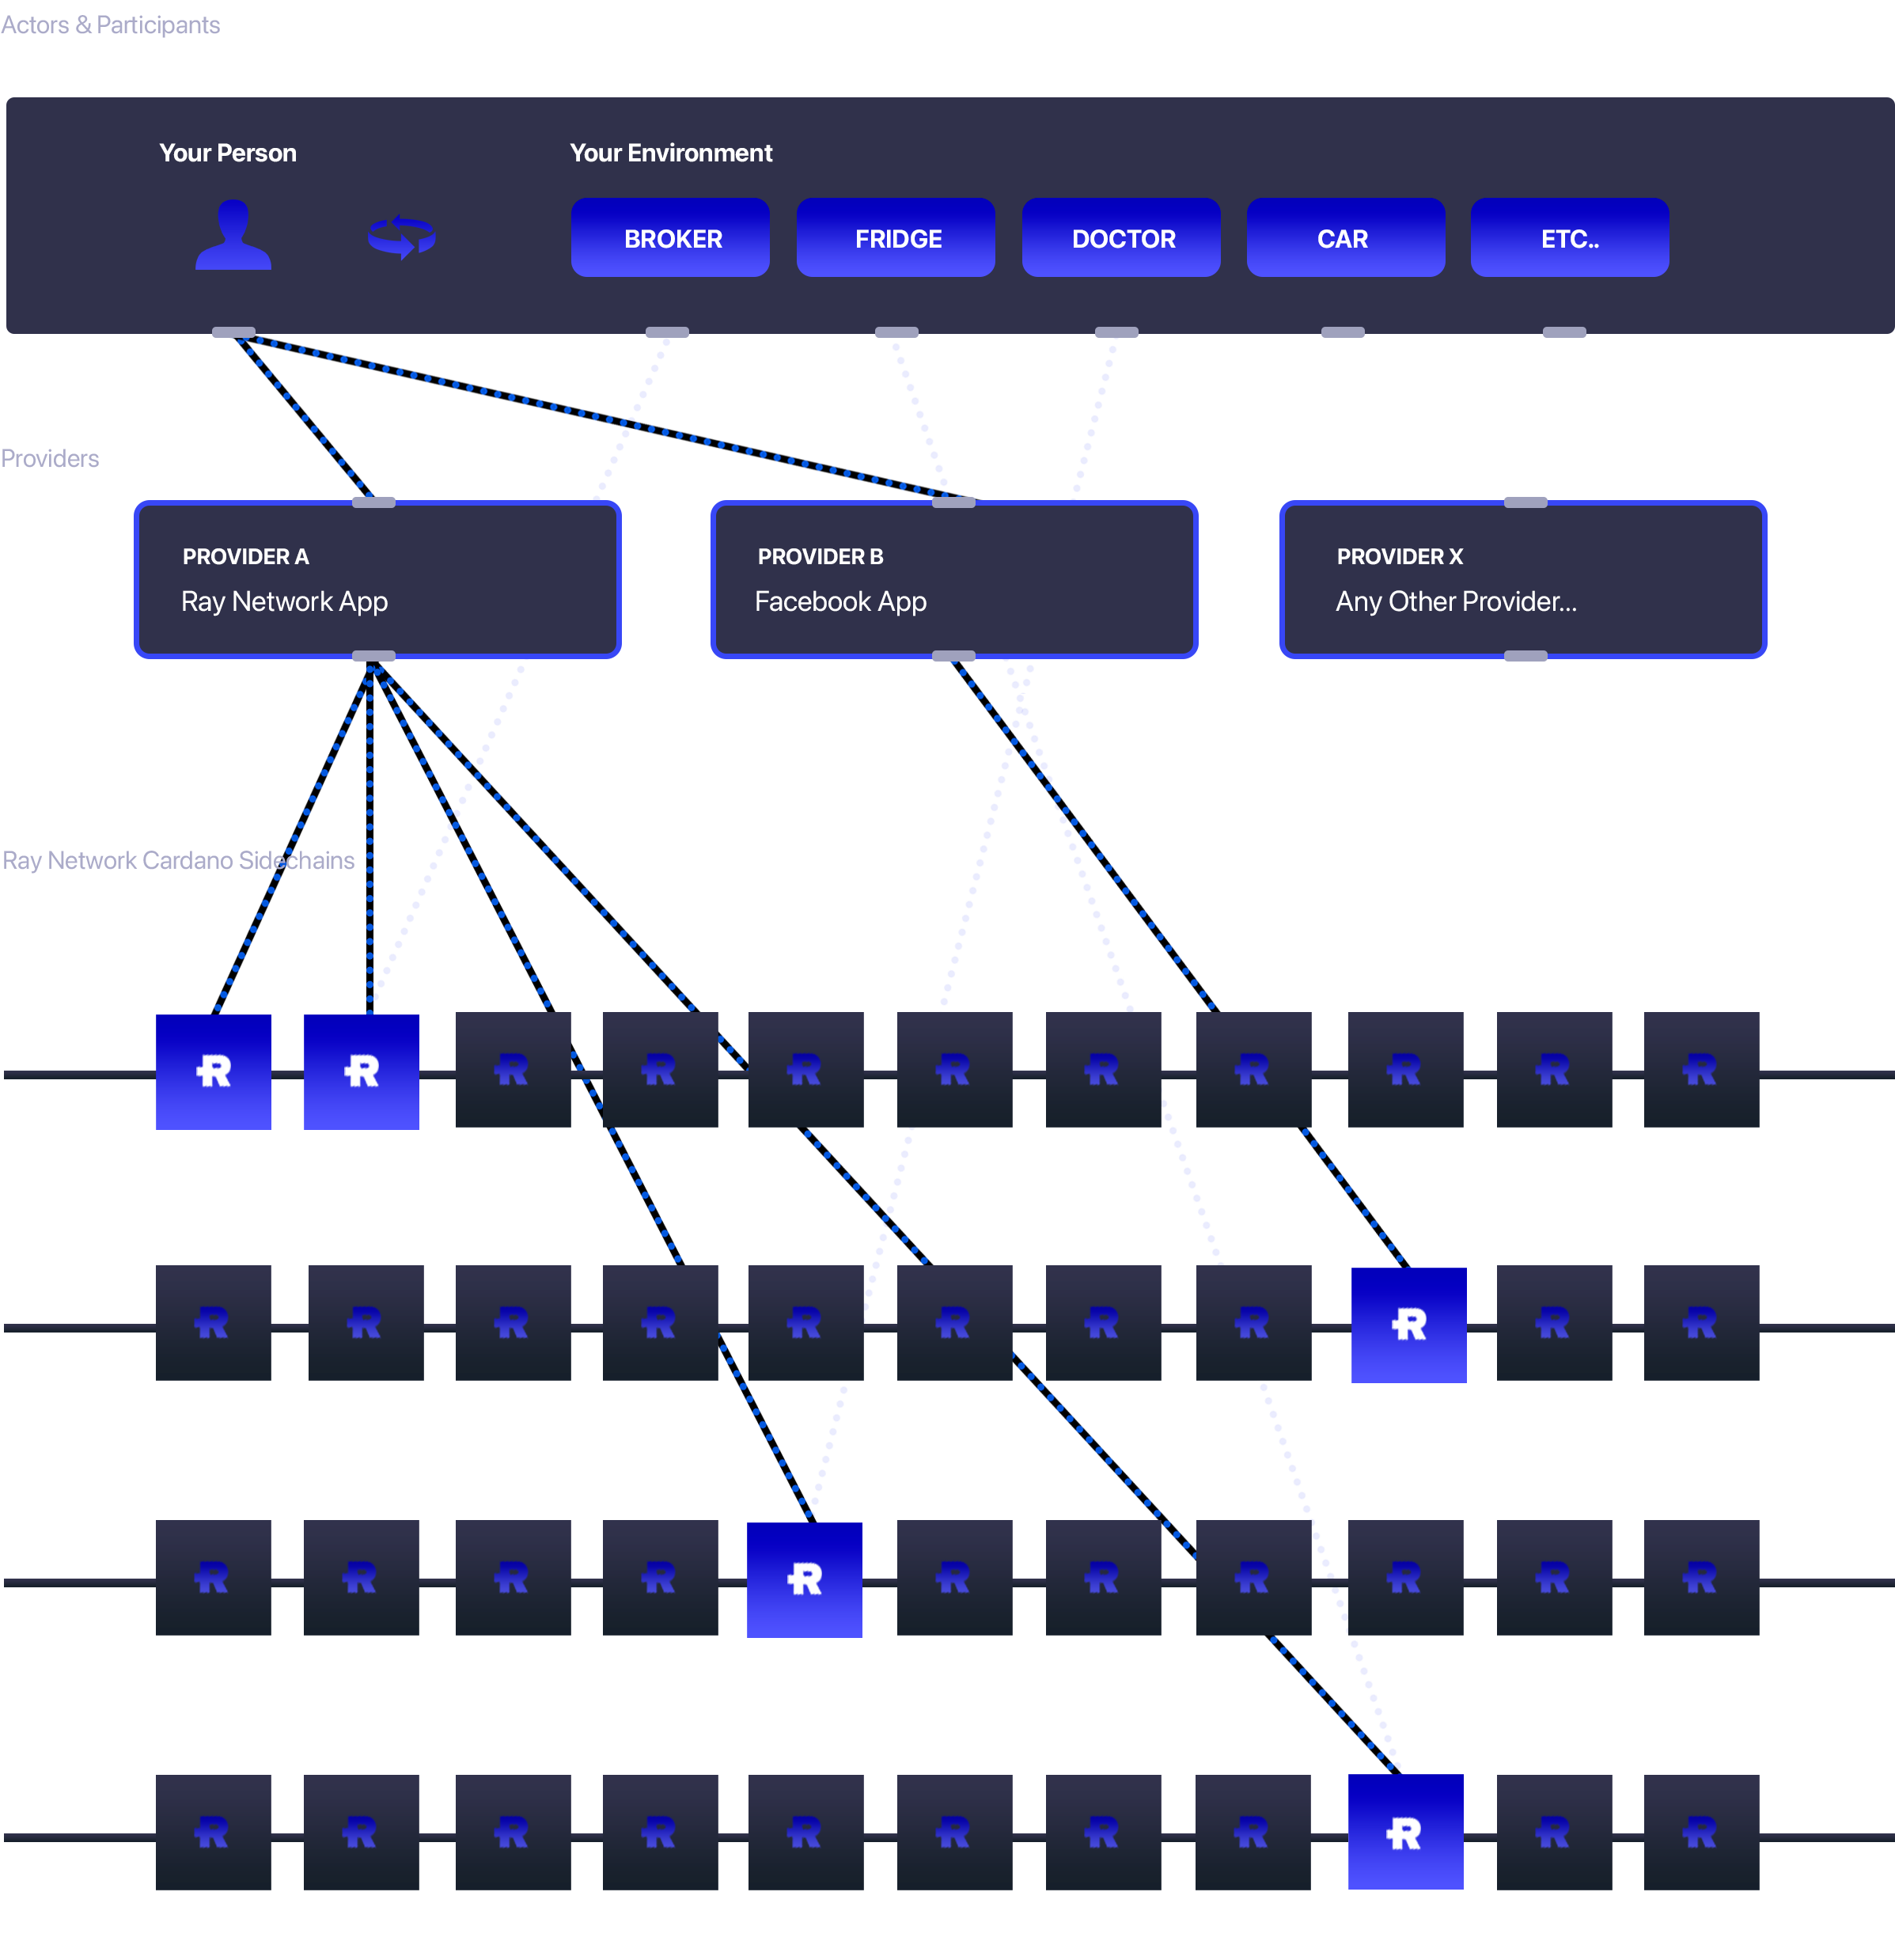 Actors & Participants
Your Person
Your Environment
BROKER
FRIDGE
DOCTOR
CAR
ETC..
Providers
PROVIDER A
Ray Network App
PROVIDER B
Facebook App
PROVIDER X
Any Other Provider...
Ray Network Cardano Sidechains